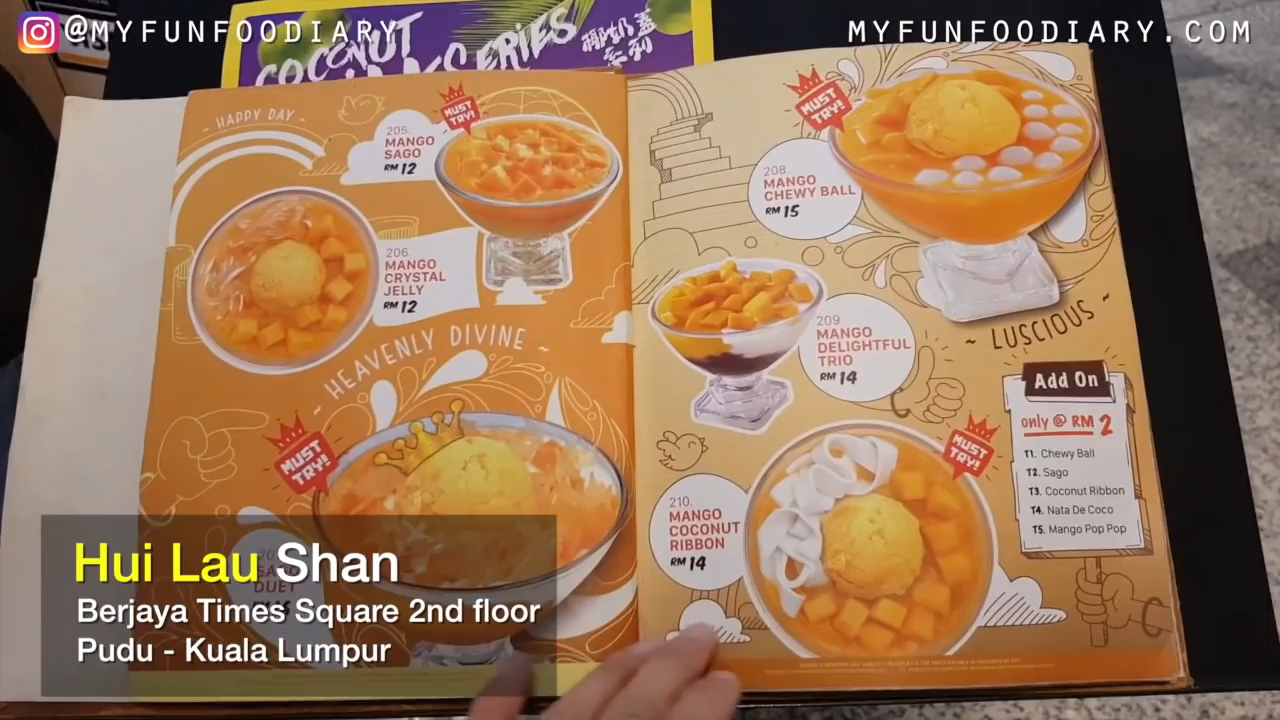 @MYFUNFOODIARY
MYFUNFOODIARY.COM
COCONUT
SERIES
椰奶蓋
系列
~ HAPPY DAY ~
205.
MANGO
SAGO
RM 12
MUST
TRY!
206.
MANGO
CRYSTAL
JELLY
RM 12
~ HEAVENLY DIVINE ~
MUST
TRY!
DUET
MUST
TRY!
208.
MANGO
CHEWY BALL
RM 15
209
MANGO
DELIGHTFUL
TRIO
RM 14
~ LUSCIOUS ~
MUST
TRY!
210.
MANGO
COCONUT
RIBBON
RM 14
Add On
only @ RM 2
T1. Chewy Ball
T2. Sago
T3. Coconut Ribbon
T4. Nata De Coco
T5. Mango Pop Pop
Hui Lau Shan
Berjaya Times Square 2nd floor
Pudu - Kuala Lumpur